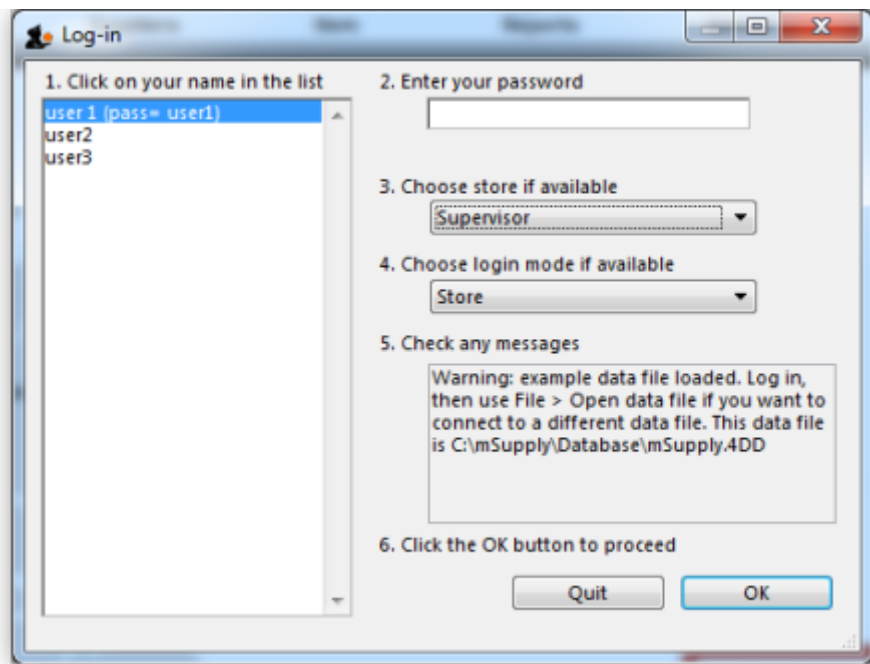 Log-in
1. Click on your name in the list
user 1 (pass= user1)
user2
user3
2. Enter your password
3. Choose store if available
Supervisor
4. Choose login mode if available
Store
5. Check any messages
Warning: example data file loaded. Log in,
then use File > Open data file if you want to
connect to a different data file. This data file
is C:\mSupply\Database\mSupply.4DD
6. Click the OK button to proceed
Quit
OK